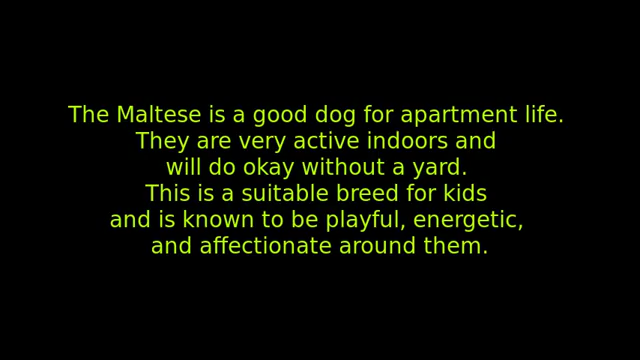 The Maltese is a good dog for apartment life.
They are very active indoors and
will do okay without a yard.
This is a suitable breed for kids
and is known to be playful, energetic,
and affectionate around them.